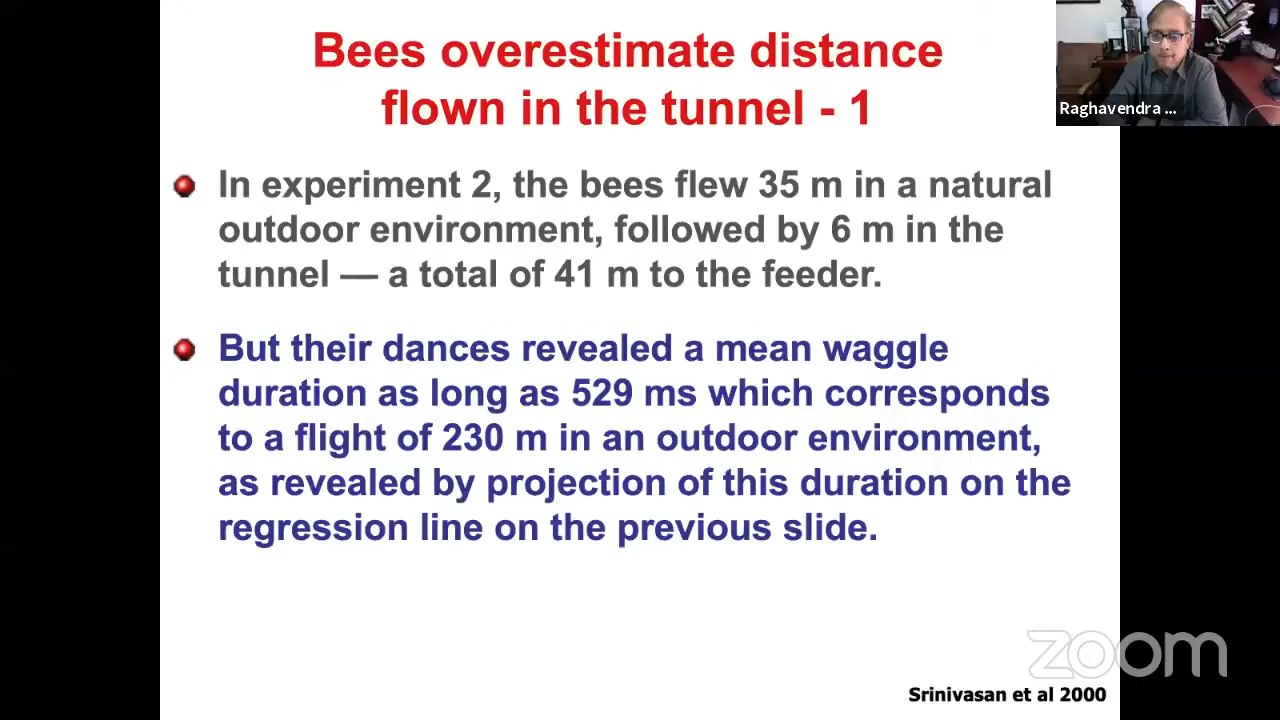 Bees overestimate distance
flown in the tunnel - 1
Raghavendra ...
In experiment 2, the bees flew 35 m in a natural
outdoor environment, followed by 6 m in the
tunnel — a total of 41 m to the feeder.
But their dances revealed a mean waggle
duration as long as 529 ms which corresponds
to a flight of 230 m in an outdoor environment,
as revealed by projection of this duration on the
regression line on the previous slide.
zoom
Srinivasan et al 2000